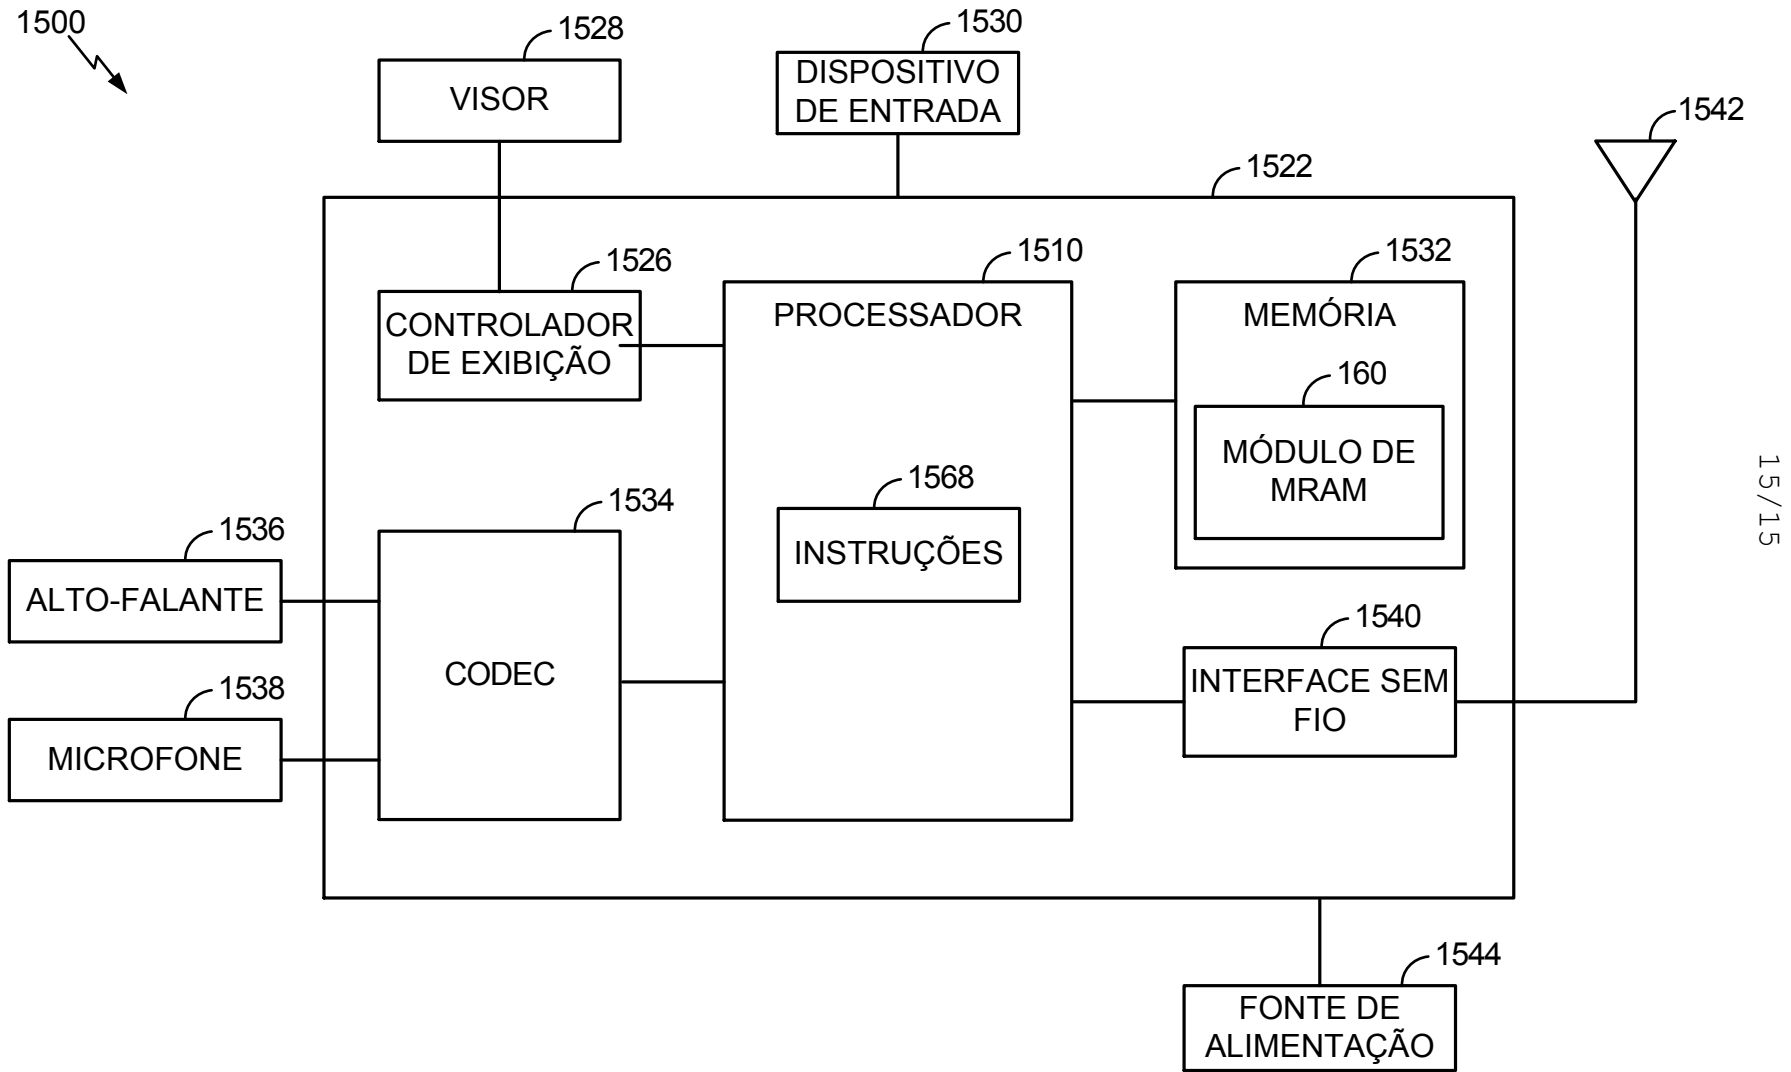 1500
1528
VISOR
1530
DISPOSITIVO
DE ENTRADA
1542
1522
1526
CONTROLADOR
DE EXIBIÇÃO
1510
PROCESSADOR
1532
MEMÓRIA
160
MÓDULO DE
MRAM
1568
INSTRUÇÕES
1534
CODEC
1536
ALTO-FALANTE
1538
MICROFONE
1540
INTERFACE SEM
FIO
1544
FONTE DE
ALIMENTAÇÃO
15/15